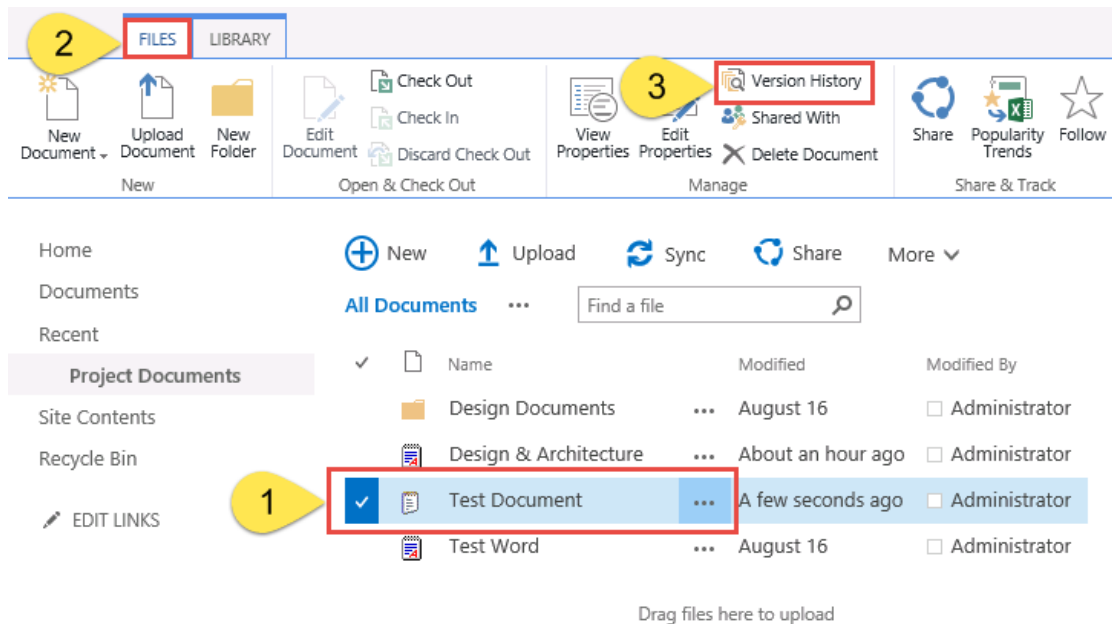 2
FILES LIBRARY
3
New Document
Upload Document
New Folder
New
Edit Document
Check Out
Check In
Discard Check Out
Open & Check Out
View Properties
Edit Properties
Version History
Shared With
Delete Document
Manage
Share
Popularity Trends
Follow
Share & Track
Home
Documents
Recent
Project Documents
Site Contents
Recycle Bin
EDIT LINKS
New Upload Sync Share More
All Documents ••• Find a file
Name Modified Modified By
Design Documents ••• August 16 Administrator
Design & Architecture ••• About an hour ago Administrator
1
Test Document ••• A few seconds ago Administrator
Test Word ••• August 16 Administrator
Drag files here to upload